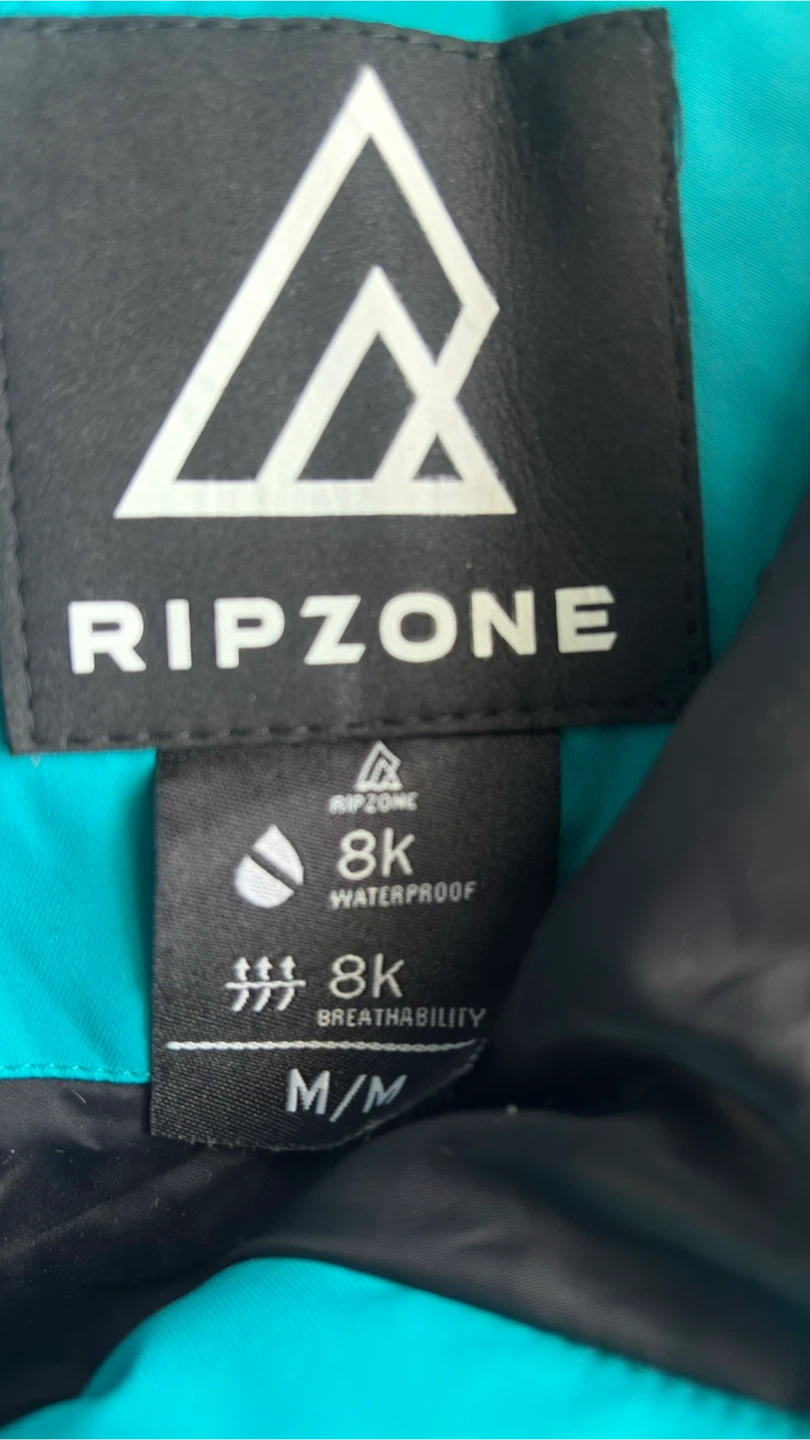 RIPZONE
RIPZONE
8K
WATERPROOF
8K
BREATHABILITY
M/M